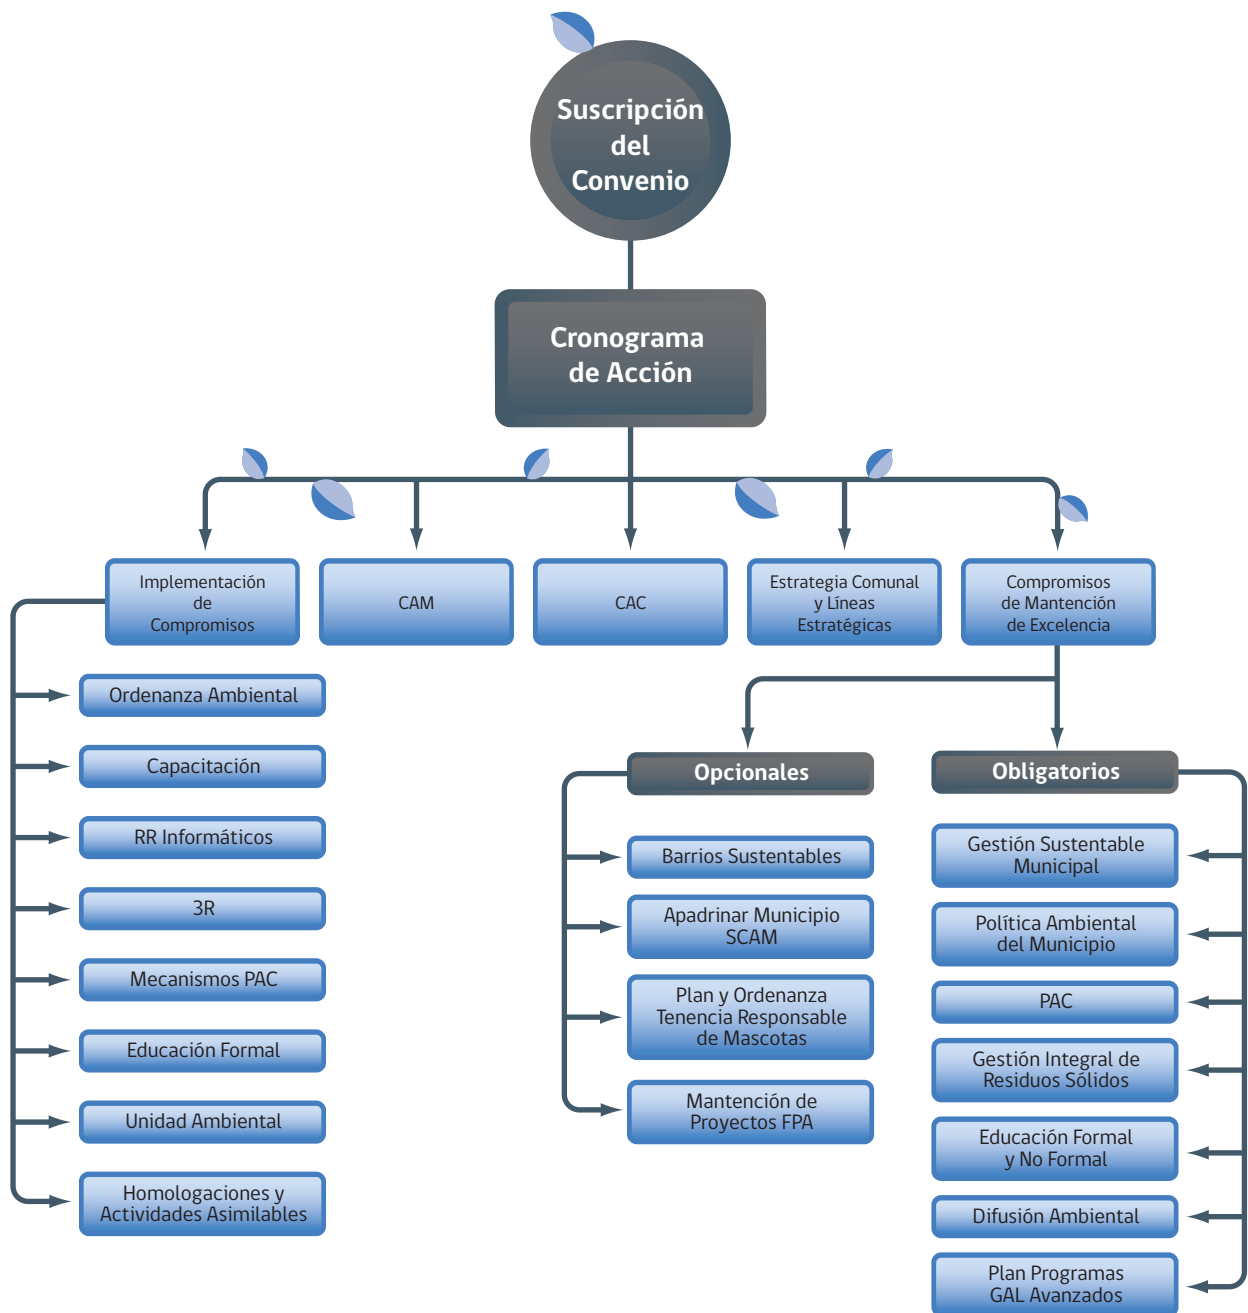 Suscripción
del
Convenio
Cronograma
de Acción
Implementación
de
Compromisos
CAM
CAC
Estrategia Comunal
y Líneas
Estratégicas
Compromisos
de Mantención
de Excelencia
Ordenanza Ambiental
Capacitación
RR Informáticos
3R
Mecanismos PAC
Educación Formal
Unidad Ambiental
Homologaciones y
Actividades Asimilables
Opcionales
Barrios Sustentables
Apadrinar Municipio
SCAM
Plan y Ordenanza
Tenencia Responsable
de Mascotas
Mantención de
Proyectos FPA
Obligatorios
Gestión Sustentable
Municipal
Política Ambiental
del Municipio
PAC
Gestión Integral de
Residuos Sólidos
Educación Formal
y No Formal
Difusión Ambiental
Plan Programas
GAL Avanzados